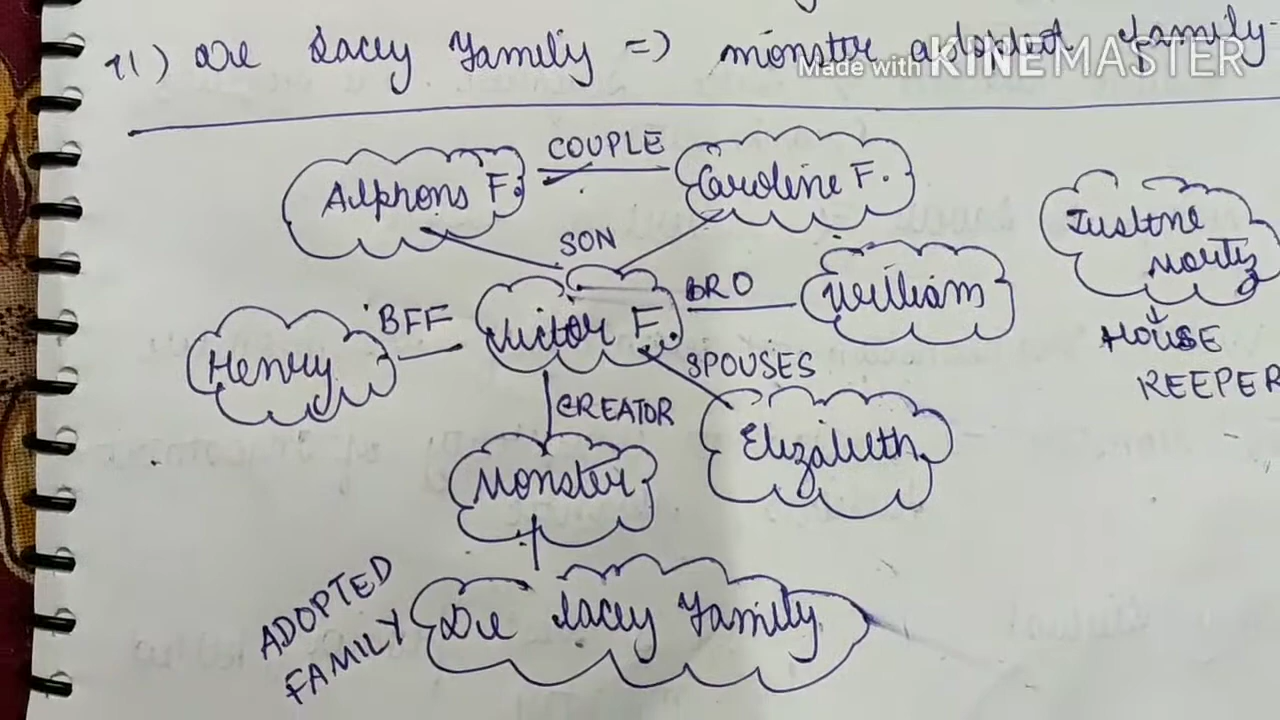 11) De Lacey Family => monster adopted family
Made with KINEMASTER
COUPLE
Alphons F.
Caroline F.
Justine
Moritz
SON
BRO
William
HOUSE
KEEPER
BFF
Victor F.
Henry
SPOUSES
CREATOR
Elizabeth
Monster
ADOPTED
FAMILY
De Lacey Family